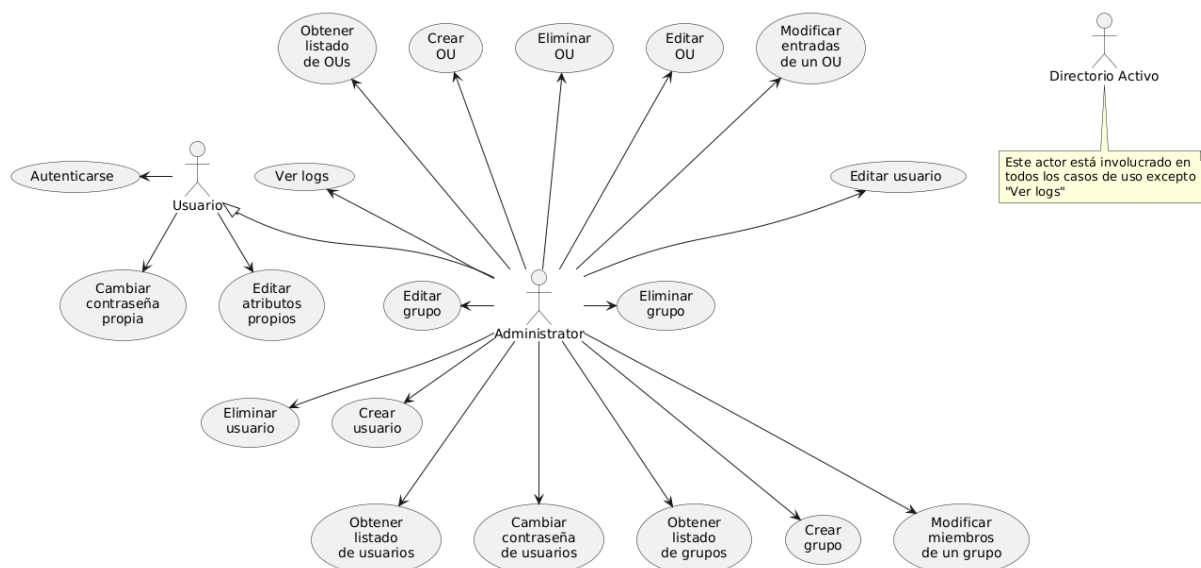 Obtener
listado
de OUs
Crear
OU
Eliminar
OU
Editar
OU
Modificar
entradas
de un OU
Directorio Activo
Este actor está involucrado en
todos los casos de uso excepto
"Ver logs"
Autenticarse
Usuario
Ver logs
Editar usuario
Cambiar
contraseña
propia
Editar
atributos
propios
Editar
grupo
Administrator
Eliminar
grupo
Eliminar
usuario
Crear
usuario
Obtener
listado
de usuarios
Cambiar
contraseña
de usuarios
Obtener
listado
de grupos
Crear
grupo
Modificar
miembros
de un grupo